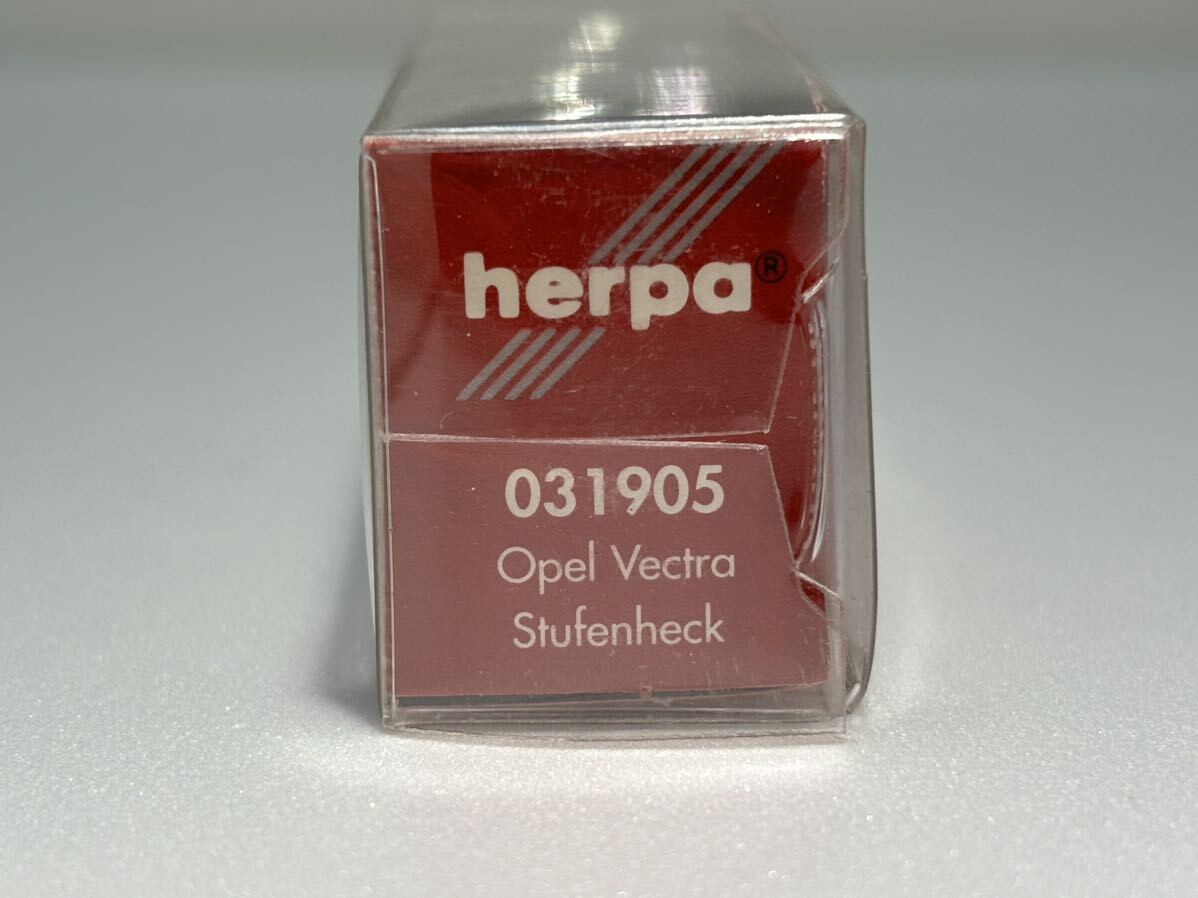 herpa®
031905
Opel Vectra
Stufenheck